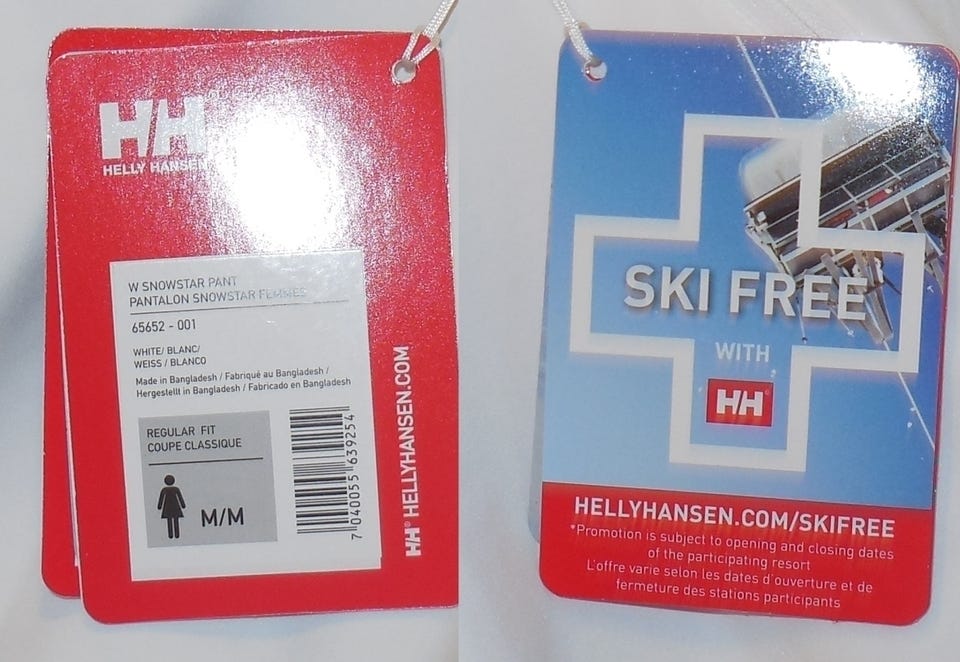 HH
HELLY HANSEN
W SNOWSTAR PANT
PANTALON SNOWSTAR FEMMES
65652 - 001
WHITE/ BLANC/
WEISS / BLANCO
Made in Bangladesh / Fabriqué au Bangladesh /
Hergestellt in Bangladesh / Fabricado en Bangladesh
REGULAR FIT
COUPE CLASSIQUE
M/M
7 040055 639254
HH® HELLYHANSEN.COM
SKI FREE
WITH
HH®
HELLYHANSEN.COM/SKIFREE
*Promotion is subject to opening and closing dates
of the participating resort
L'offre varie selon les dates d'ouverture et de
fermeture des stations participants